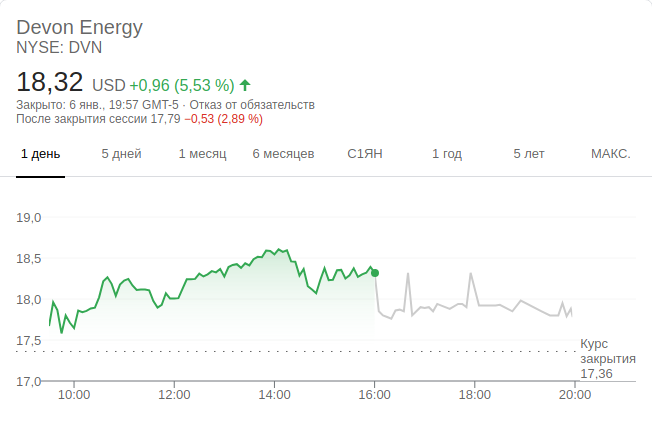 Devon Energy
NYSE: DVN
18,32 USD +0,96 (5,53 %)
Закрыто: 6 янв., 19:57 GMT-5 · Отказ от обязательств
После закрытия сессии 17,79 −0,53 (2,89 %)
1 день 5 дней 1 месяц 6 месяцев С1ЯН 1 год 5 лет МАКС.
19,0
18,5
18,0
17,5
Курс
закрытия
17,36
17,0
10:00 12:00 14:00 16:00 18:00 20:00